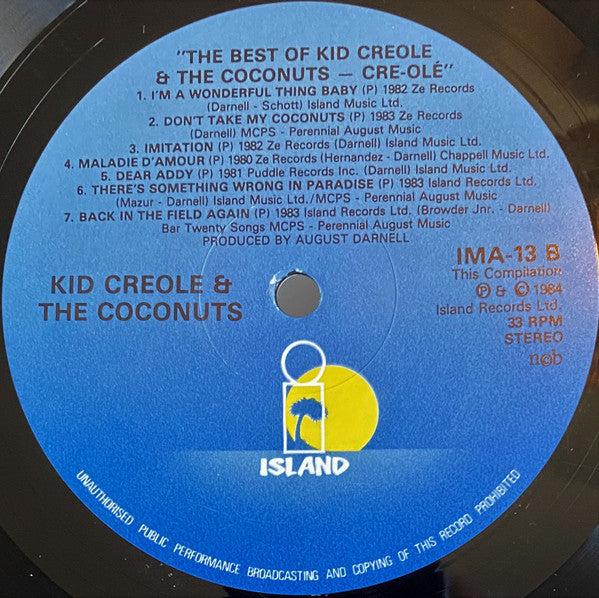 "THE BEST OF KID CREOLE
& THE COCONUTS — CRE-OLÉ"
1. I'M A WONDERFUL THING BABY (P) 1982 Ze Records
(Darnell - Schott) Island Music Ltd.
2. DON'T TAKE MY COCONUTS (P) 1983 Ze Records
(Darnell) MCPS - Perennial August Music
3. IMITATION (P) 1982 Ze Records (Darnell) Island Music Ltd.
4. MALADIE D'AMOUR (P) 1980 Ze Records (Hernandez - Darnell) Chappell Music Ltd.
5. DEAR ADDY (P) 1981 Puddle Records Inc. (Darnell) Island Music Ltd.
6. THERE'S SOMETHING WRONG IN PARADISE (P) 1983 Island Records Ltd.
(Mazur - Darnell) Island Music Ltd./MCPS - Perennial August Music
7. BACK IN THE FIELD AGAIN (P) 1983 Island Records Ltd. (Browder Jnr. - Darnell)
Bar Twenty Songs MCPS - Perennial August Music
PRODUCED BY AUGUST DARNELL
KID CREOLE &
THE COCONUTS
IMA-13 B
This Compilation
Ⓟ & © 1984
Island Records Ltd.
33 RPM
STEREO
ncb
ISLAND
UNAUTHORISED PUBLIC PERFORMANCE BROADCASTING AND COPYING OF THIS RECORD PROHIBITED